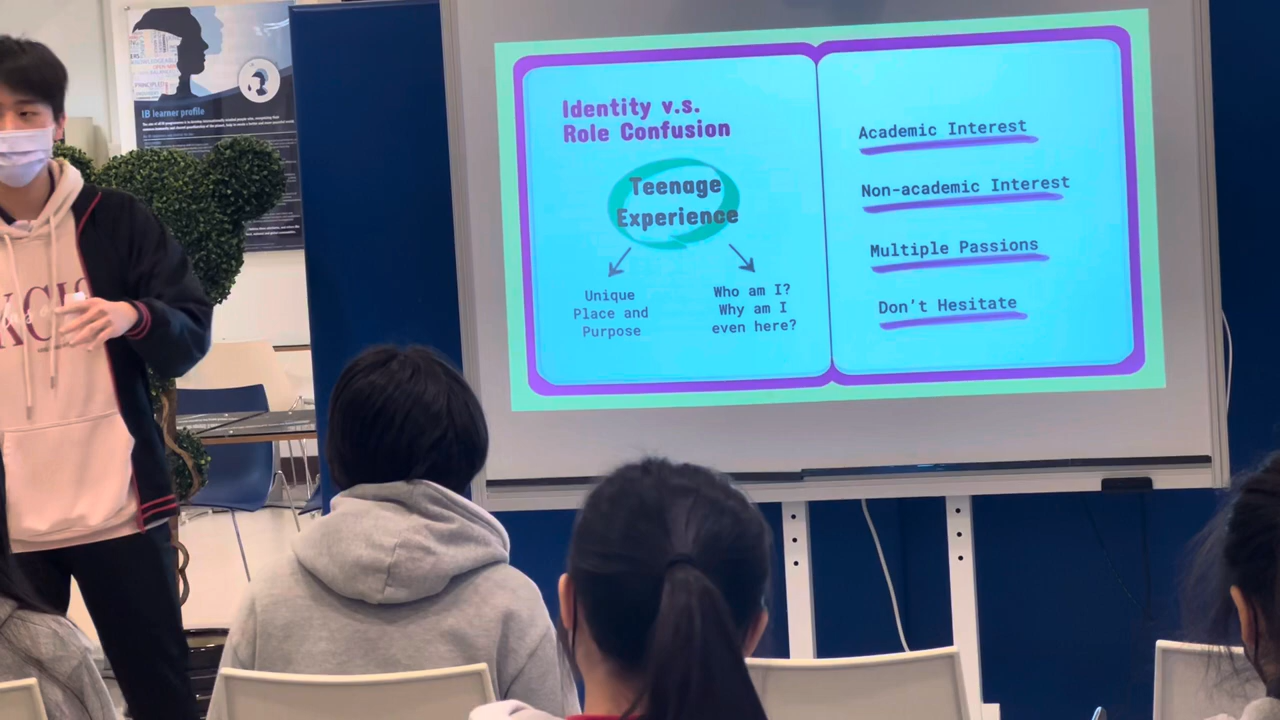 IB learner profile
Identity v.s.
Role Confusion
Teenage
Experience
Unique
Place and
Purpose
Who am I?
Why am I
even here?
Academic Interest
Non-academic Interest
Multiple Passions
Don't Hesitate